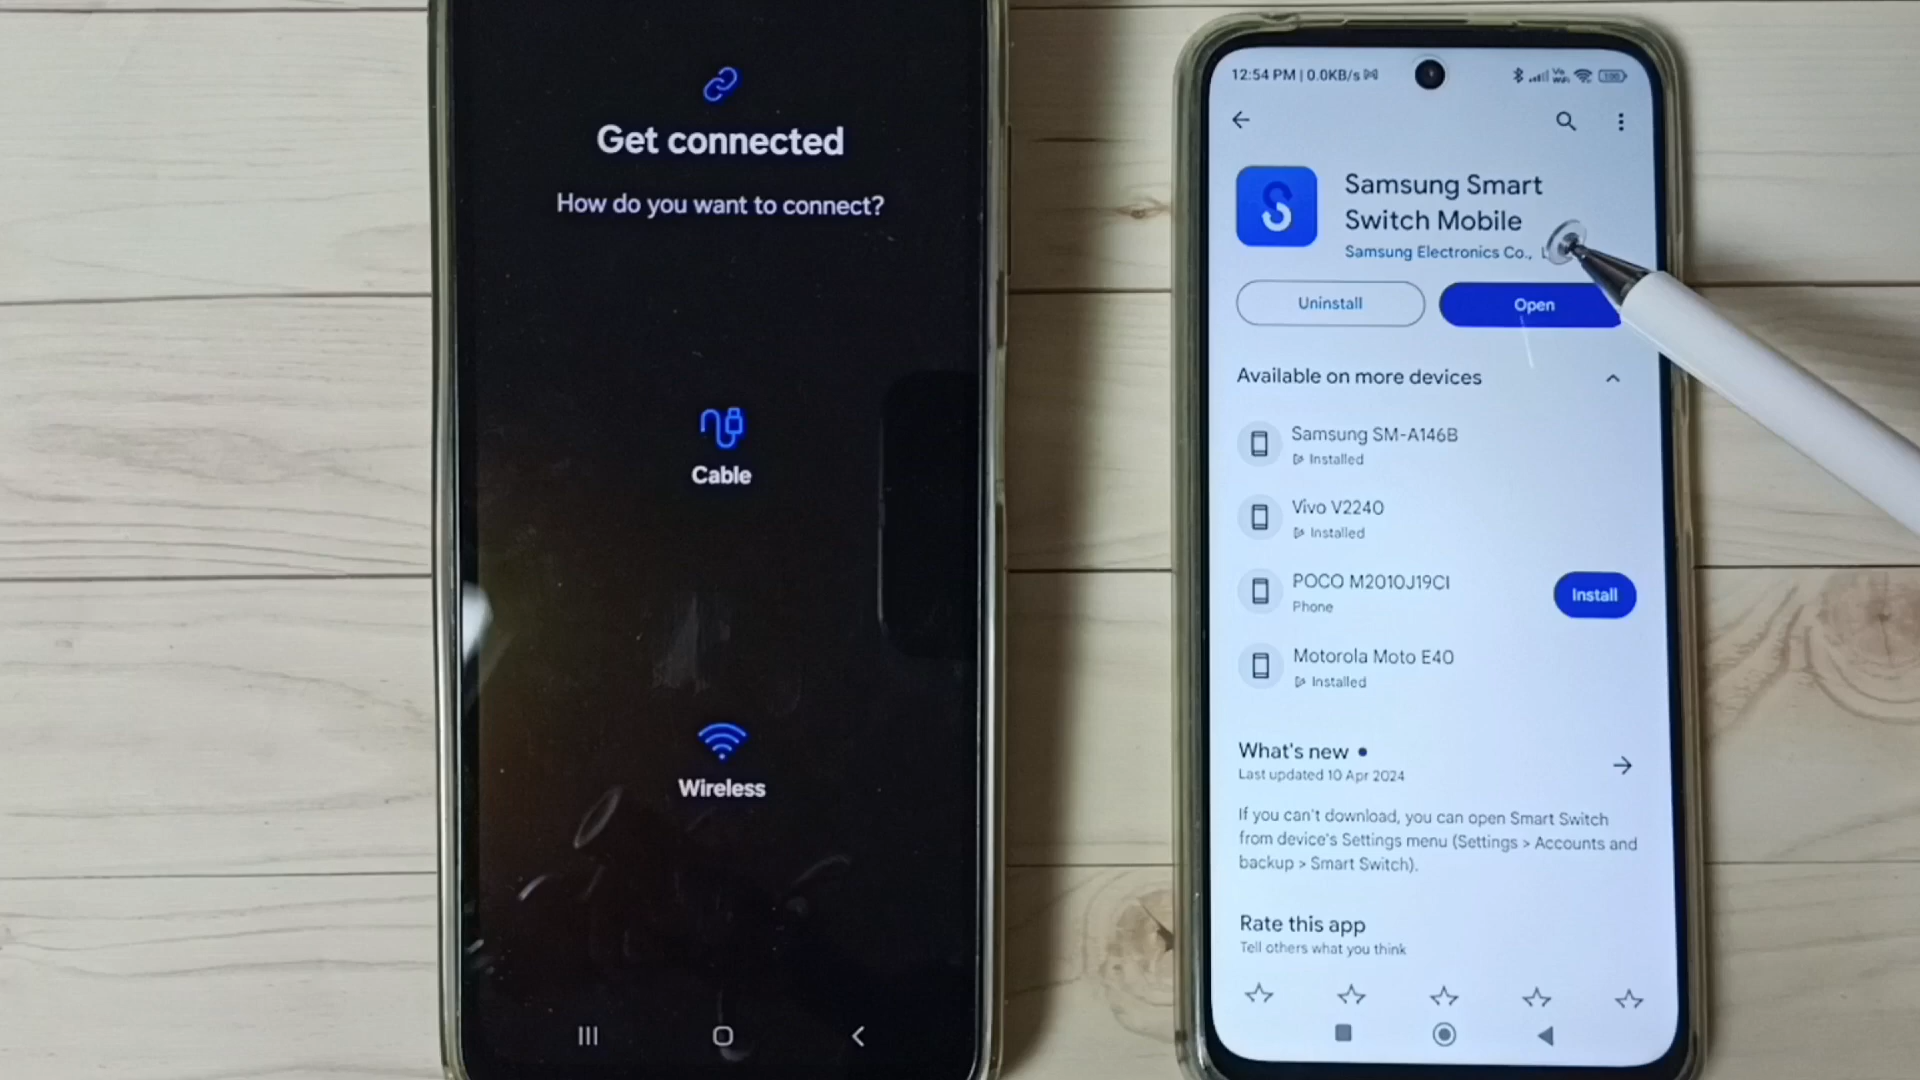 Get connected
How do you want to connect?
Cable
Wireless
12:54 PM | 0.0KB/s
Vo
WiFi
100
Samsung Smart
Switch Mobile
Samsung Electronics Co.,
Uninstall
Open
Available on more devices
Samsung SM-A146B
Installed
Vivo V2240
Installed
POCO M2010J19CI
Phone
Install
Motorola Moto E40
Installed
What's new •
Last updated 10 Apr 2024
If you can't download, you can open Smart Switch
from device's Settings menu (Settings > Accounts and
backup > Smart Switch).
Rate this app
Tell others what you think